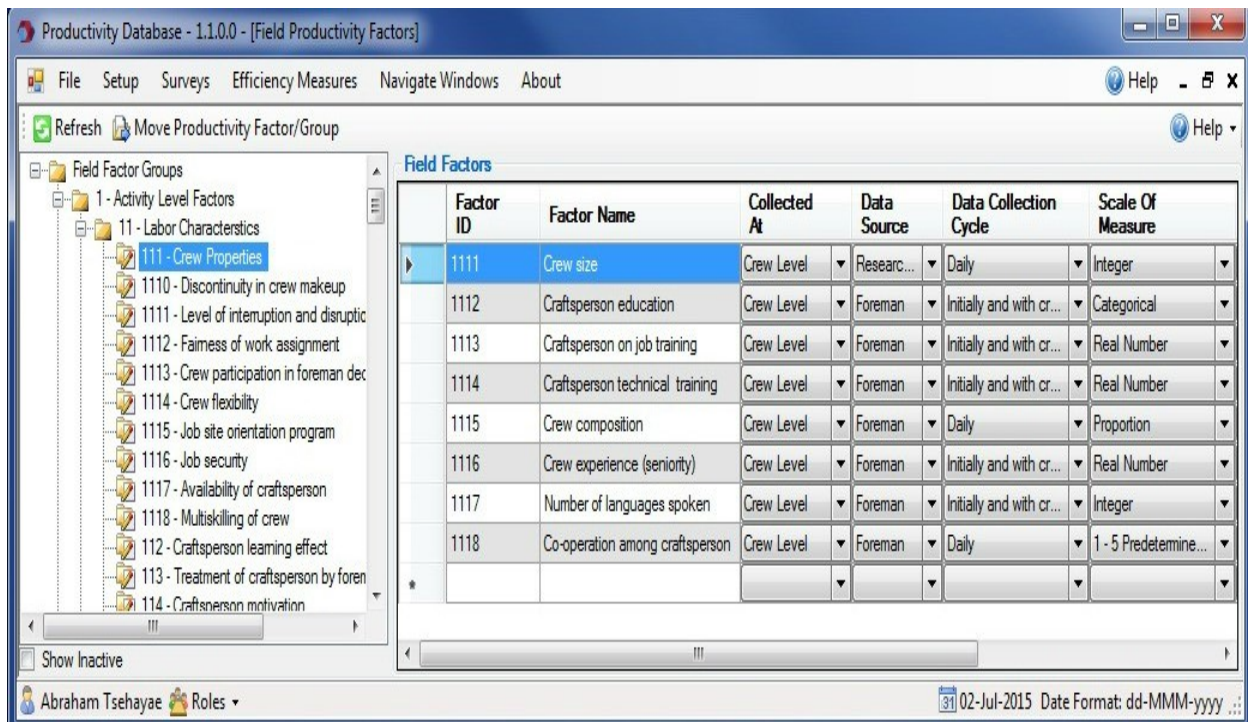 Productivity Database - 1.1.0.0 - [Field Productivity Factors]
File Setup Surveys Efficiency Measures Navigate Windows About Help
Refresh Move Productivity Factor/Group Help
Field Factor Groups
1 - Activity Level Factors
11 - Labor Characterstics
111 - Crew Properties
1110 - Discontinuity in crew makeup
1111 - Level of interruption and disruptic
1112 - Fairness of work assignment
1113 - Crew participation in foreman dec
1114 - Crew flexibility
1115 - Job site orientation program
1116 - Job security
1117 - Availability of craftsperson
1118 - Multiskilling of crew
112 - Craftsperson learning effect
113 - Treatment of craftsperson by foren
114 - Craftsperson motivation
Show Inactive
Field Factors
Factor ID Factor Name Collected At Data Source Data Collection Cycle Scale Of Measure
1111 Crew size Crew Level Researc... Daily Integer
1112 Craftsperson education Crew Level Foreman Initially and with cr... Categorical
1113 Craftsperson on job training Crew Level Foreman Initially and with cr... Real Number
1114 Craftsperson technical training Crew Level Foreman Initially and with cr... Real Number
1115 Crew composition Crew Level Foreman Daily Proportion
1116 Crew experience (seniority) Crew Level Foreman Initially and with cr... Real Number
1117 Number of languages spoken Crew Level Foreman Initially and with cr... Integer
1118 Co-operation among craftsperson Crew Level Foreman Daily 1 - 5 Predetermine...
Abraham Tsehayae Roles 31 02-Jul-2015 Date Format: dd-MMM-yyyy